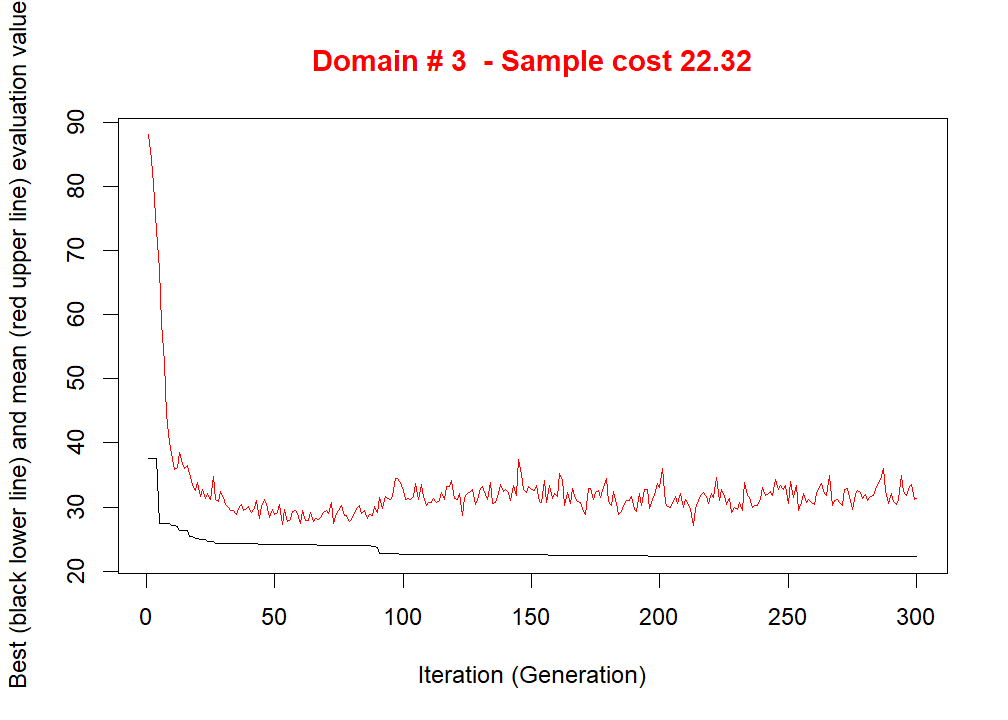 Domain # 3  - Sample cost 22.32
Best (black lower line) and mean (red upper line) evaluation value
90
80
70
60
50
40
30
20
0 50 100 150 200 250 300
Iteration (Generation)